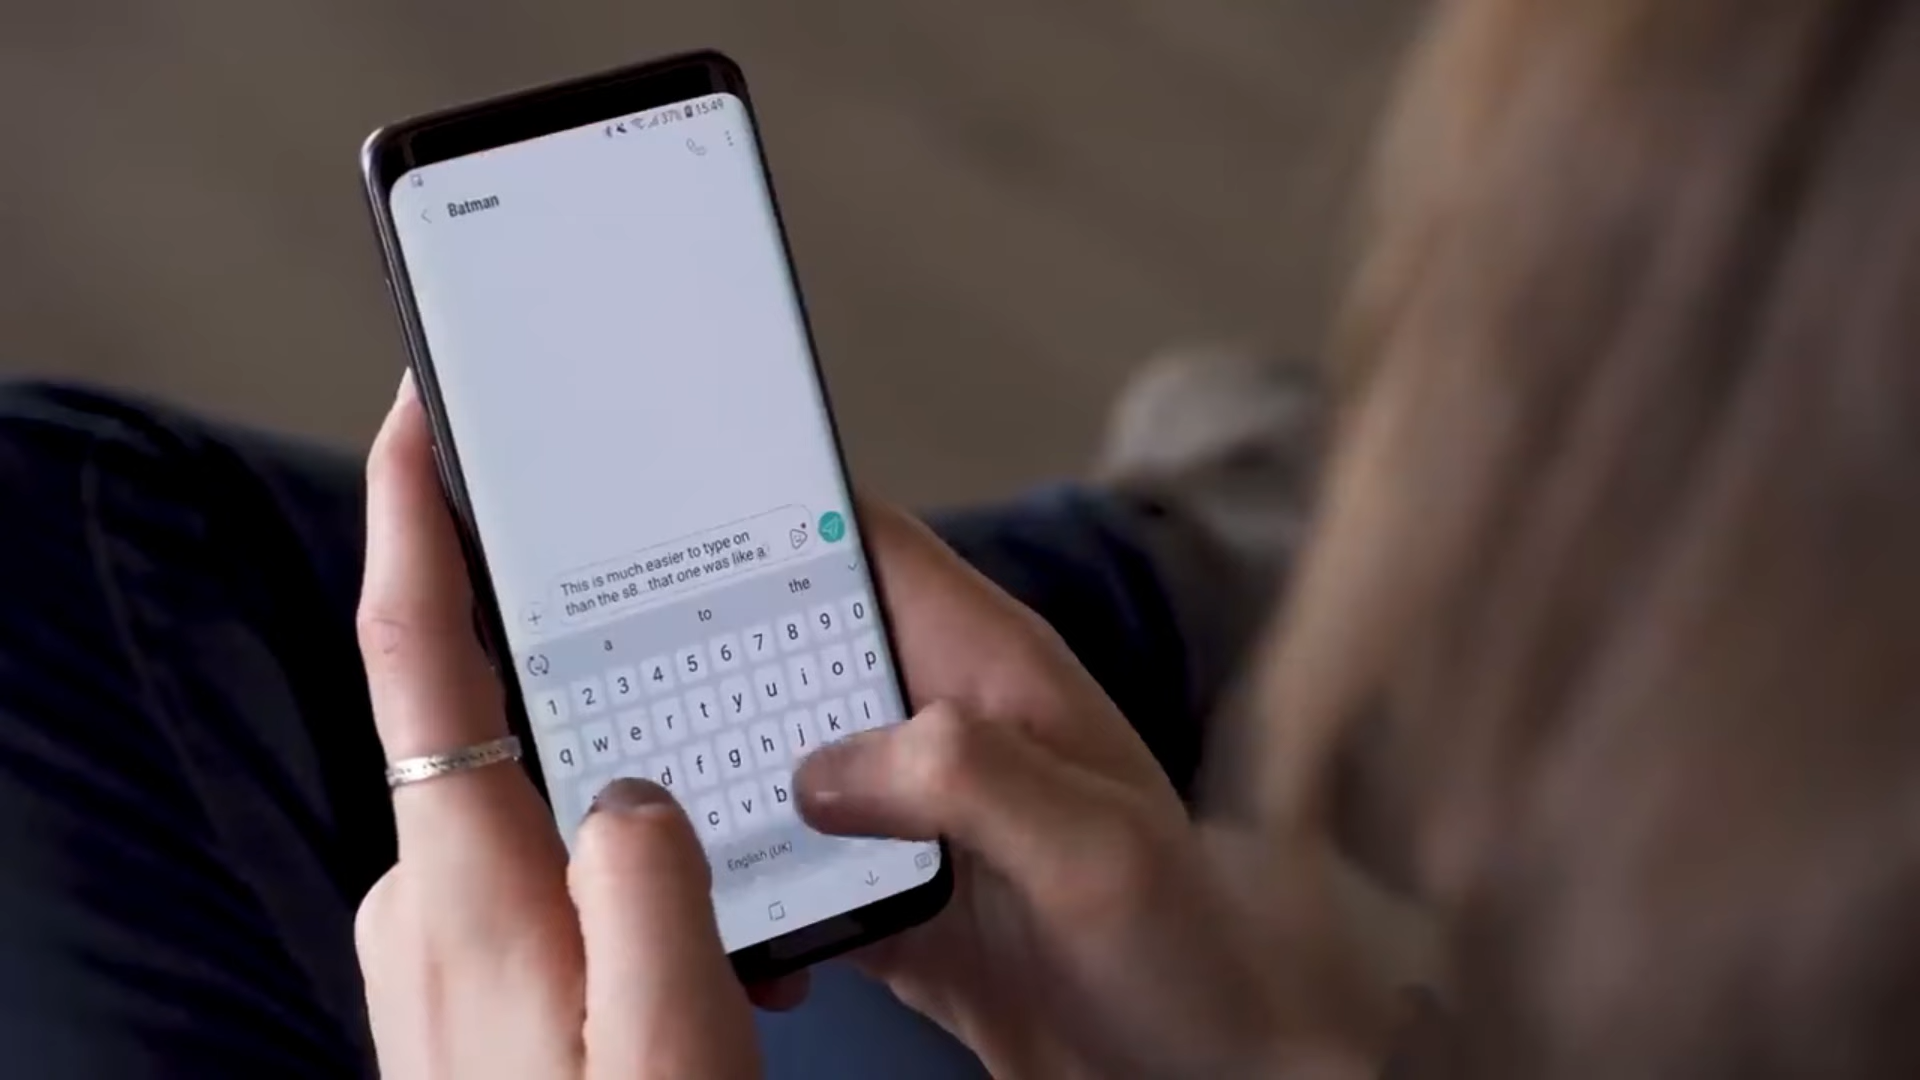 37% 15:49
Batman
This is much easier to type on
than the s8.. that one was like a
a to the
1 2 3 4 5 6 7 8 9 0
q w e r t y u i o p
d f g h j k l
c v b
English (UK)